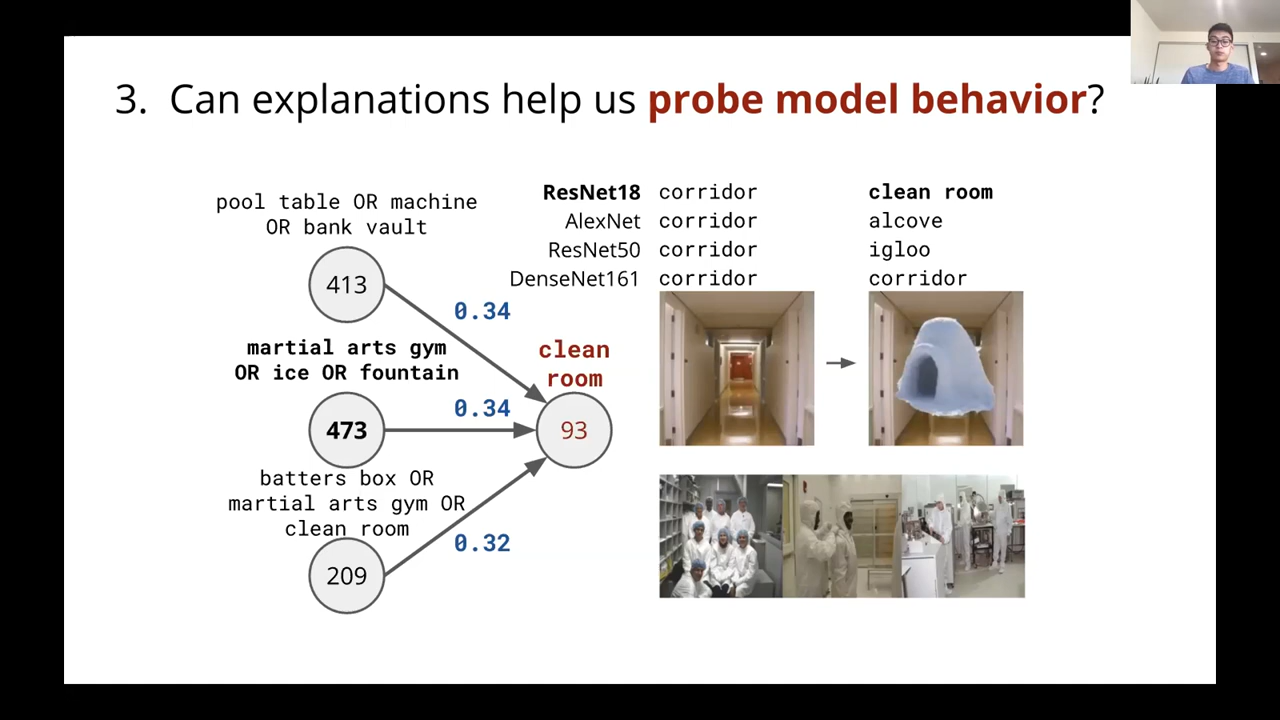 3. Can explanations help us probe model behavior?
pool table OR machine
OR bank vault
413
0.34
martial arts gym
OR ice OR fountain
473
0.34
batters box OR
martial arts gym OR
clean room
209
0.32
clean
room
93
ResNet18 corridor clean room
AlexNet corridor alcove
ResNet50 corridor igloo
DenseNet161 corridor corridor